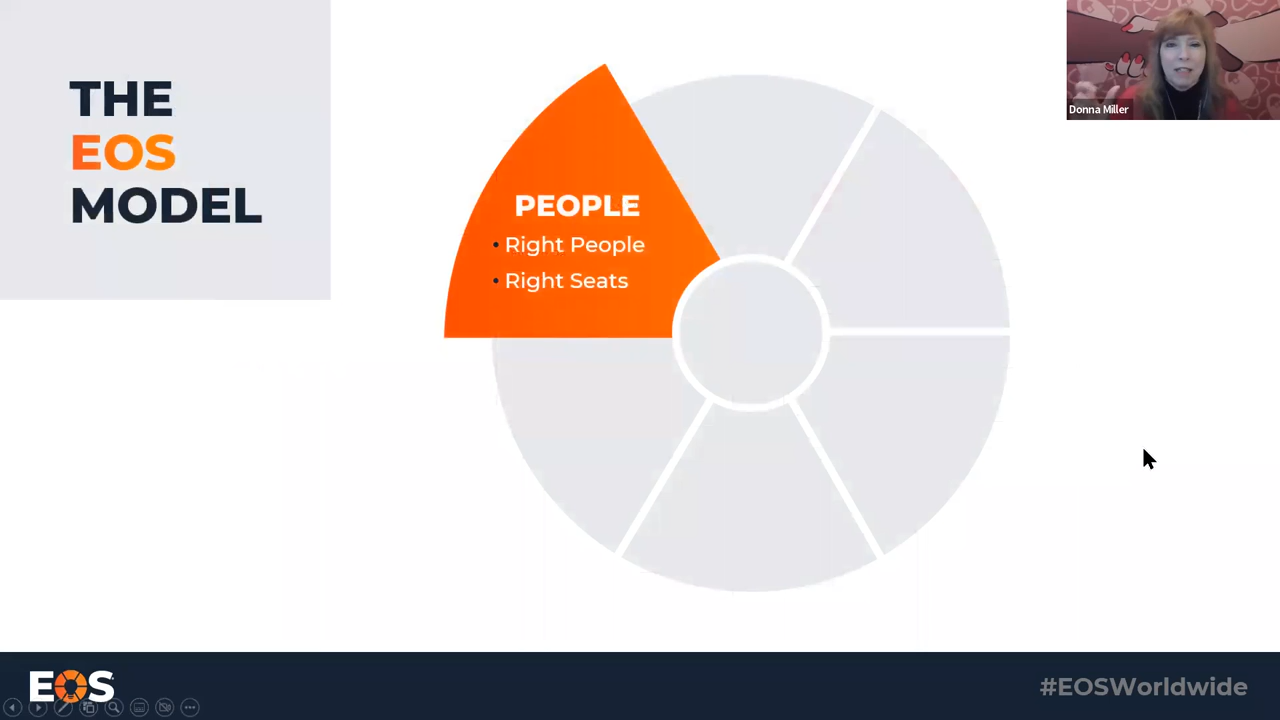 THE
EOS
MODEL
Donna Miller
PEOPLE
• Right People
• Right Seats
EOS
#EOSWorldwide